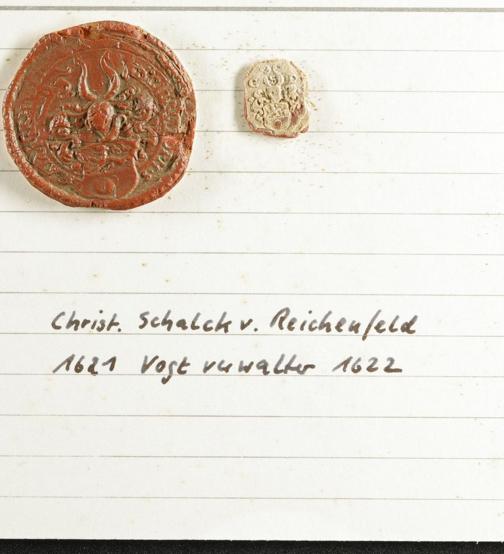 Christ. Schalck v. Reichenfeld
1621 Vogt verwalter 1622